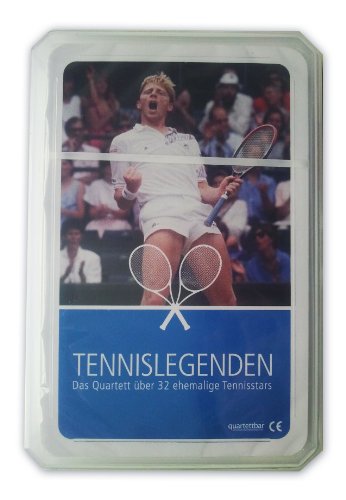 TENNISLEGENDEN
Das Quartett über 32 ehemalige Tennisstars
quartettbar
CE